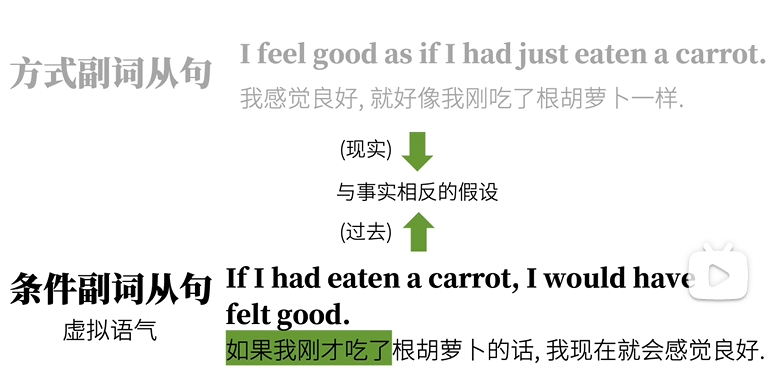 方式副词从句
I feel good as if I had just eaten a carrot.
我感觉良好, 就好像我刚吃了根胡萝卜一样.
(现实)
与事实相反的假设
(过去)
条件副词从句
虚拟语气
If I had eaten a carrot, I would have
felt good.
如果我刚才吃了根胡萝卜的话, 我现在就会感觉良好.